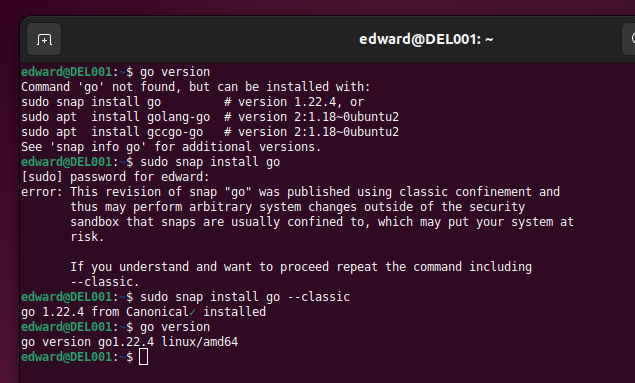 edward@DEL001: ~
edward@DEL001:~$ go version
Command 'go' not found, but can be installed with:
sudo snap install go         # version 1.22.4, or
sudo apt  install golang-go  # version 2:1.18~0ubuntu2
sudo apt  install gccgo-go   # version 2:1.18~0ubuntu2
See 'snap info go' for additional versions.
edward@DEL001:~$ sudo snap install go
[sudo] password for edward:
error: This revision of snap "go" was published using classic confinement and
       thus may perform arbitrary system changes outside of the security
       sandbox that snaps are usually confined to, which may put your system at
       risk.
       If you understand and want to proceed repeat the command including
       --classic.
edward@DEL001:~$ sudo snap install go --classic
go 1.22.4 from Canonical✓ installed
edward@DEL001:~$ go version
go version go1.22.4 linux/amd64
edward@DEL001:~$